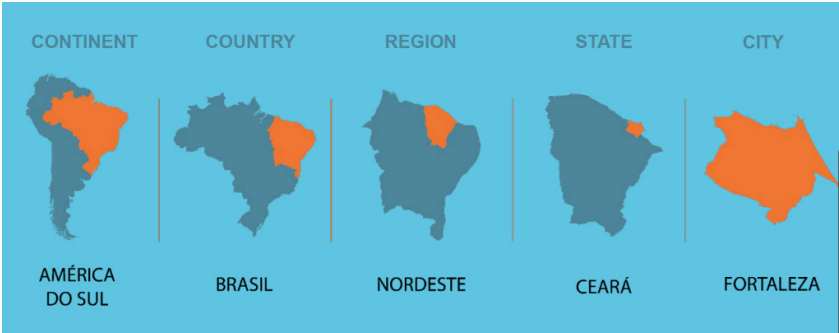 CONTINENT
COUNTRY
REGION
STATE
CITY
AMÉRICA
DO SUL
BRASIL
NORDESTE
CEARÁ
FORTALEZA